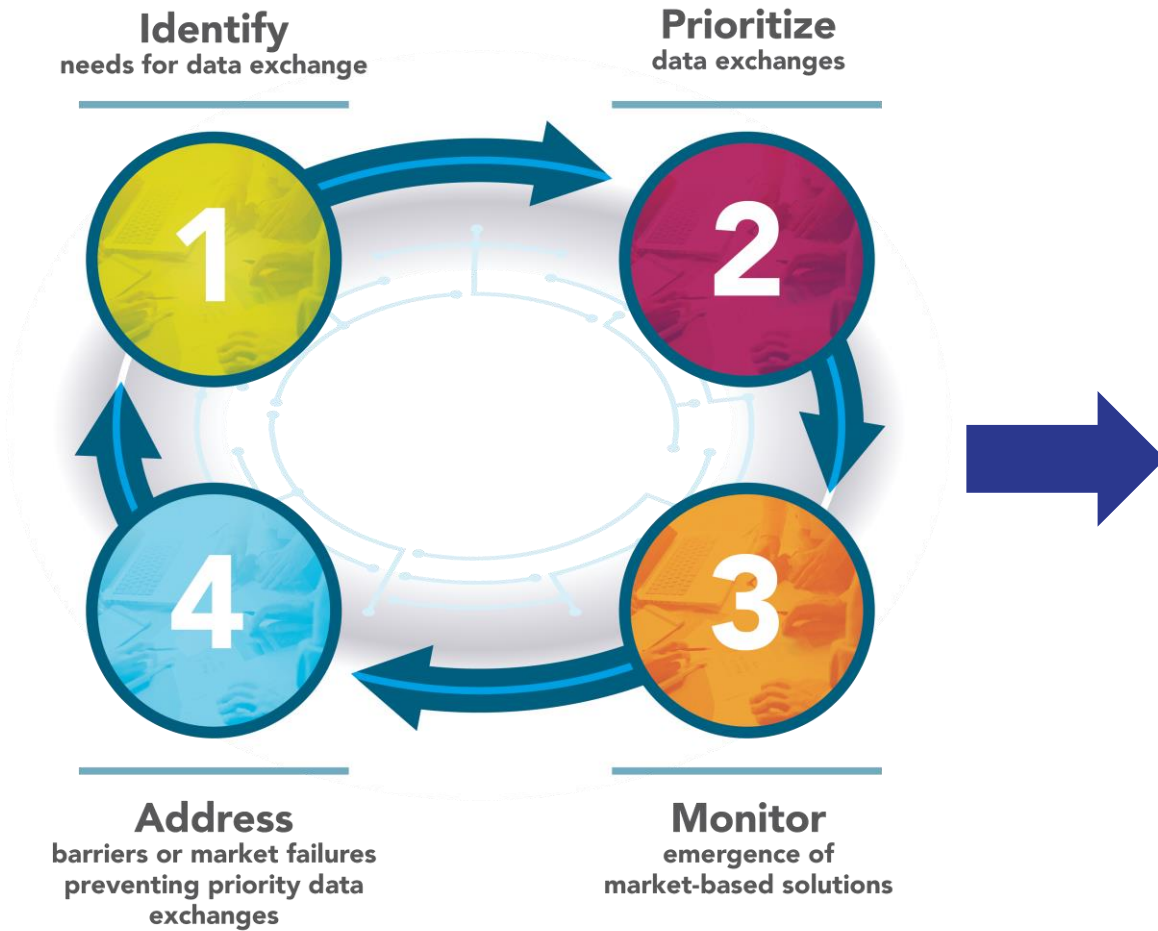 Identify
needs for data exchange
Prioritize
data exchanges
1
2
4
3
Address
barriers or market failures
preventing priority data
exchanges
Monitor
emergence of
market-based solutions